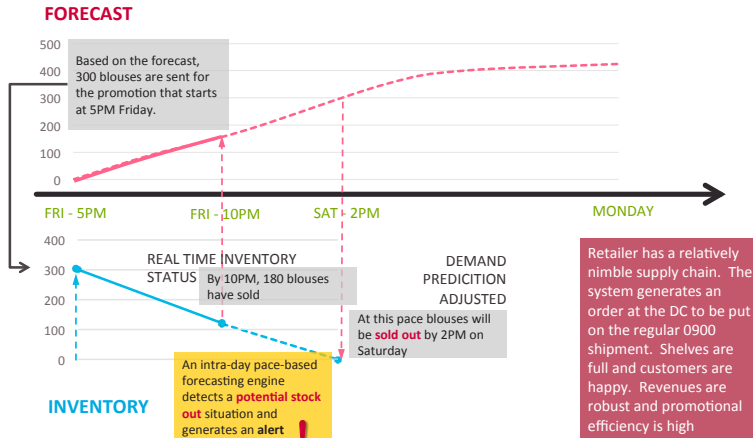 FORECAST
500
400
300
200
100
0
Based on the forecast,
300 blouses are sent for
the promotion that starts
at 5PM Friday.
FRI - 5PM
FRI - 10PM
SAT - 2PM
MONDAY
400
300
200
100
0
REAL TIME INVENTORY
STATUS
By 10PM, 180 blouses
have sold
DEMAND
PREDICITION
ADJUSTED
At this pace blouses will
be sold out by 2PM on
Saturday
An intra-day pace-based
forecasting engine
detects a potential stock
out situation and
generates an alert
!
INVENTORY
Retailer has a relatively
nimble supply chain. The
system generates an
order at the DC to be put
on the regular 0900
shipment. Shelves are
full and customers are
happy. Revenues are
robust and promotional
efficiency is high